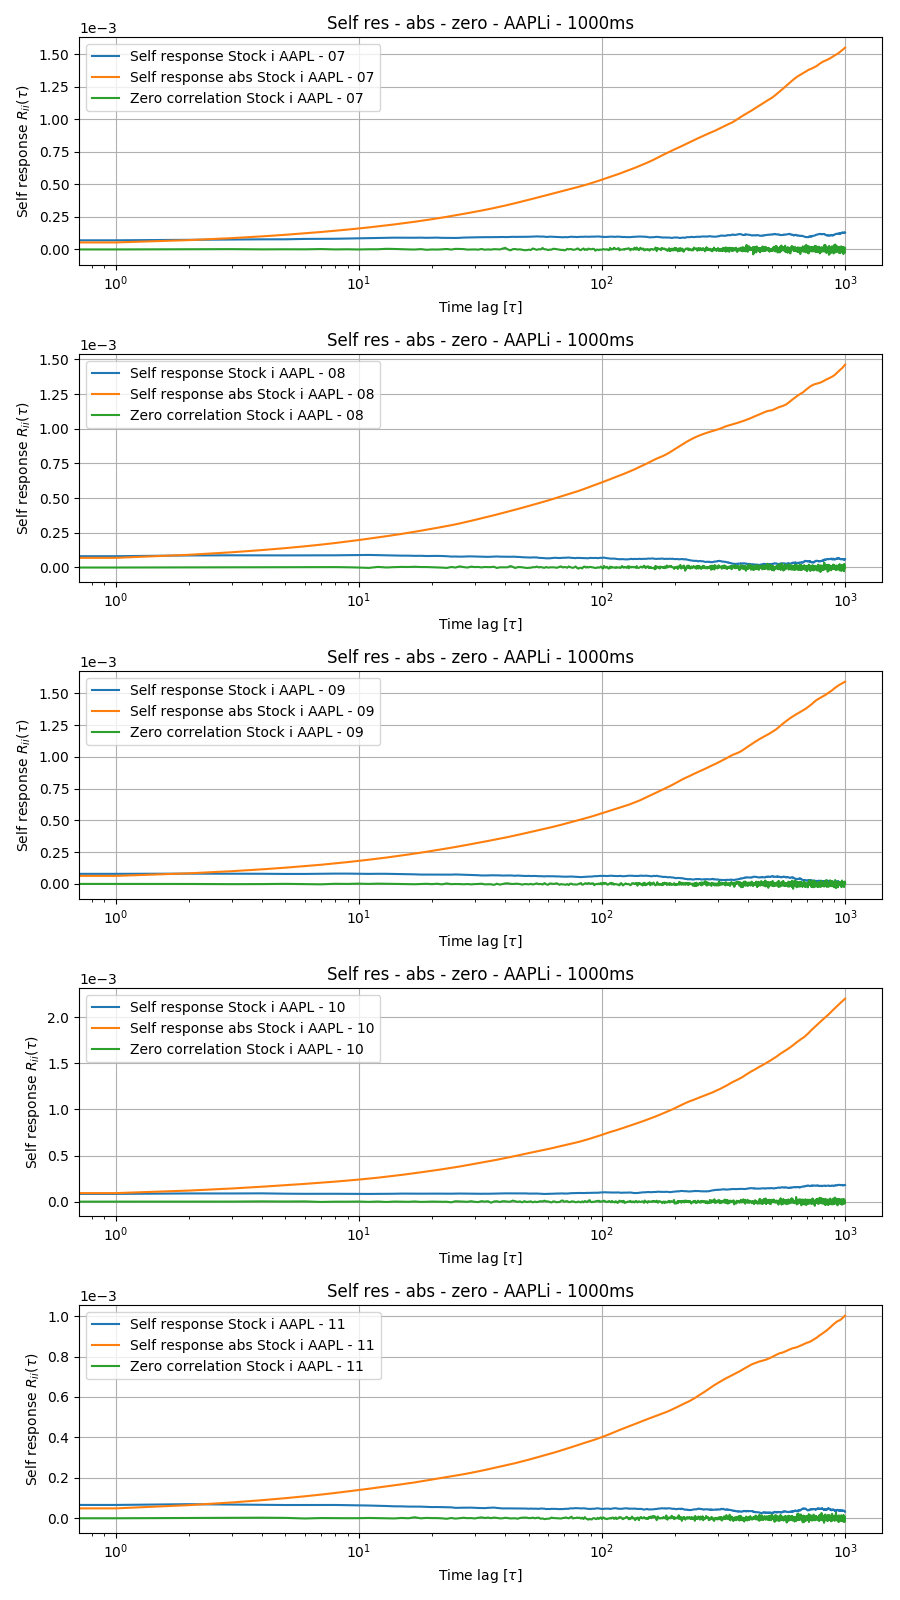 Self res - abs - zero - AAPLi - 1000ms
1e−3
Self response Stock i AAPL - 07
Self response abs Stock i AAPL - 07
Zero correlation Stock i AAPL - 07
1.50
1.25
1.00
0.75
0.50
0.25
0.00
Self response R_{ii}(τ)
10^0 10^1 10^2 10^3
Time lag [τ]
Self res - abs - zero - AAPLi - 1000ms
1e−3
Self response Stock i AAPL - 08
Self response abs Stock i AAPL - 08
Zero correlation Stock i AAPL - 08
1.50
1.25
1.00
0.75
0.50
0.25
0.00
Self response R_{ii}(τ)
10^0 10^1 10^2 10^3
Time lag [τ]
Self res - abs - zero - AAPLi - 1000ms
1e−3
Self response Stock i AAPL - 09
Self response abs Stock i AAPL - 09
Zero correlation Stock i AAPL - 09
1.50
1.25
1.00
0.75
0.50
0.25
0.00
Self response R_{ii}(τ)
10^0 10^1 10^2 10^3
Time lag [τ]
Self res - abs - zero - AAPLi - 1000ms
1e−3
Self response Stock i AAPL - 10
Self response abs Stock i AAPL - 10
Zero correlation Stock i AAPL - 10
2.0
1.5
1.0
0.5
0.0
Self response R_{ii}(τ)
10^0 10^1 10^2 10^3
Time lag [τ]
Self res - abs - zero - AAPLi - 1000ms
1e−3
Self response Stock i AAPL - 11
Self response abs Stock i AAPL - 11
Zero correlation Stock i AAPL - 11
1.0
0.8
0.6
0.4
0.2
0.0
Self response R_{ii}(τ)
10^0 10^1 10^2 10^3
Time lag [τ]